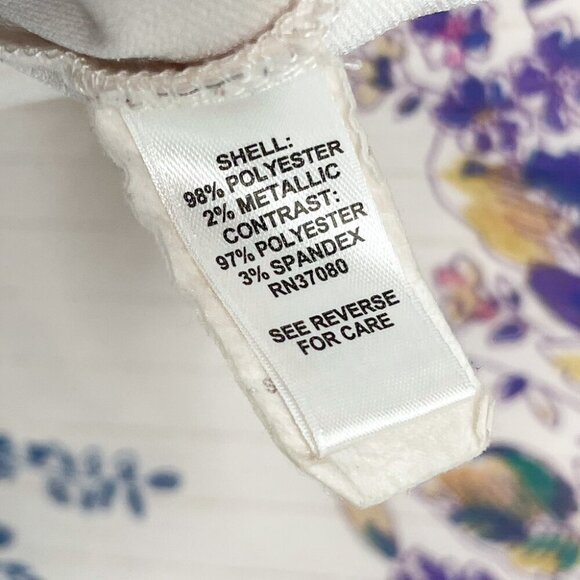 SHELL:
98% POLYESTER
2% METALLIC
CONTRAST:
97% POLYESTER
3% SPANDEX
RN37080
SEE REVERSE
FOR CARE